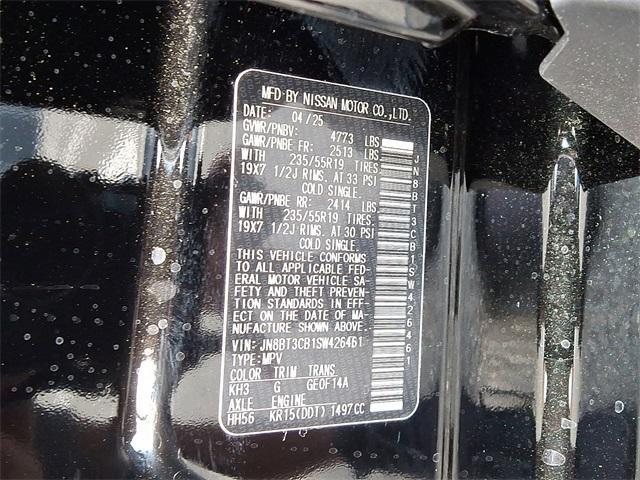 MFD BY NISSAN MOTOR CO.,LTD.
DATE: 04/25
GVWR/PNBV: 4773 LBS
GAWR/PNBE FR: 2513 LBS
WITH 235/55R19 TIRES.
19X7 1/2J RIMS. AT 33 PSI
COLD SINGLE.
GAWR/PNBE RR: 2414 LBS
WITH 235/55R19 TIRES.
19X7 1/2J RIMS. AT 30 PSI
COLD SINGLE.
THIS VEHICLE CONFORMS
TO ALL APPLICABLE FED-
ERAL MOTOR VEHICLE SA-
FETY AND THEFT PREVEN-
TION STANDARDS IN EFF-
ECT ON THE DATE OF MA-
NUFACTURE SHOWN ABOVE.
VIN: JN8BT3CB1SW426461
TYPE:MPV
COLOR TRIM TRANS
KH3 G GE0F14A
AXLE ENGINE
HH56 KR15(DDT) 1497CC
JN8BT3CB1SW426461